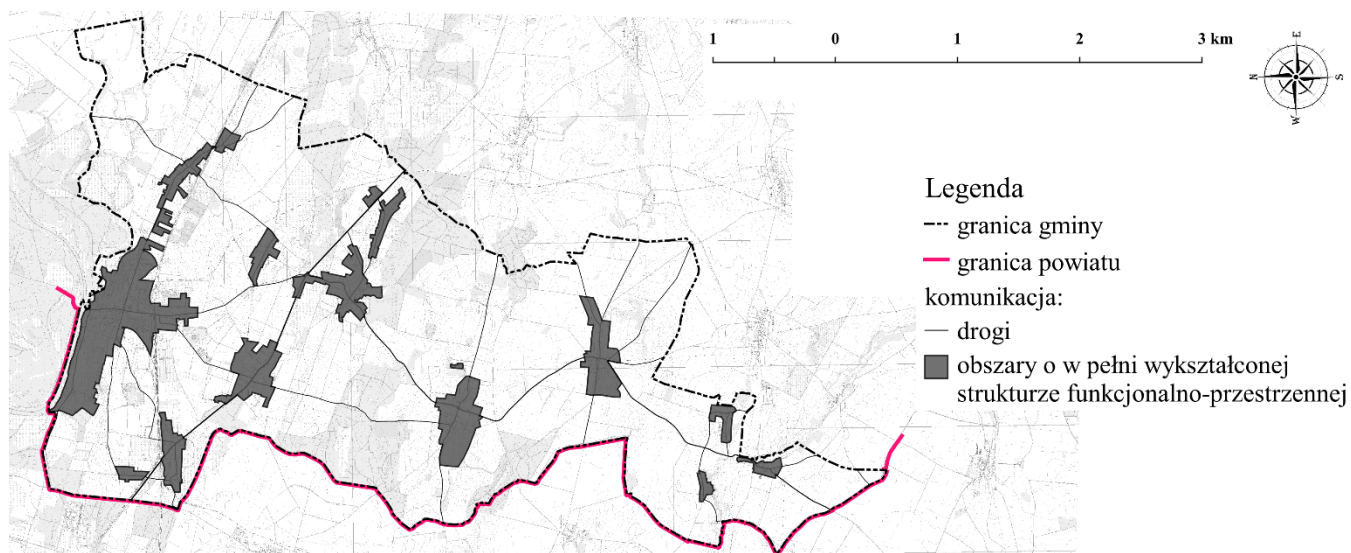 1 0 1 2 3 km
E
N S
W
Legenda
granica gminy
granica powiatu
komunikacja:
drogi
obszary o w pełni wykształconej
strukturze funkcjonalno-przestrzennej